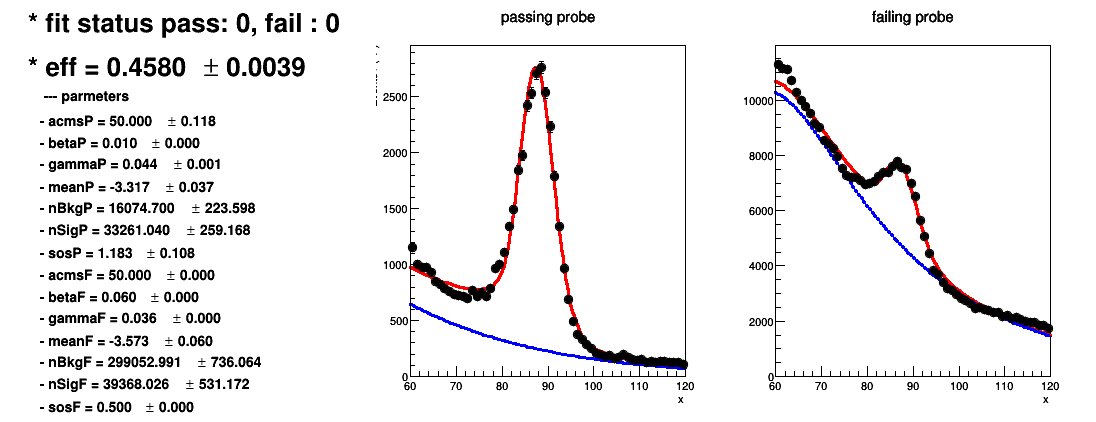 * fit status pass: 0, fail : 0
* eff = 0.4580 ± 0.0039
--- parmeters
- acmsP = 50.000 ± 0.118
- betaP = 0.010 ± 0.000
- gammaP = 0.044 ± 0.001
- meanP = -3.317 ± 0.037
- nBkgP = 16074.700 ± 223.598
- nSigP = 33261.040 ± 259.168
- sosP = 1.183 ± 0.108
- acmsF = 50.000 ± 0.000
- betaF = 0.060 ± 0.000
- gammaF = 0.036 ± 0.000
- meanF = -3.573 ± 0.060
- nBkgF = 299052.991 ± 736.064
- nSigF = 39368.026 ± 531.172
- sosF = 0.500 ± 0.000
passing probe
2500
2000
1500
1000
500
0
60 70 80 90 100 110 120
x
failing probe
10000
8000
6000
4000
2000
0
60 70 80 90 100 110 120
x